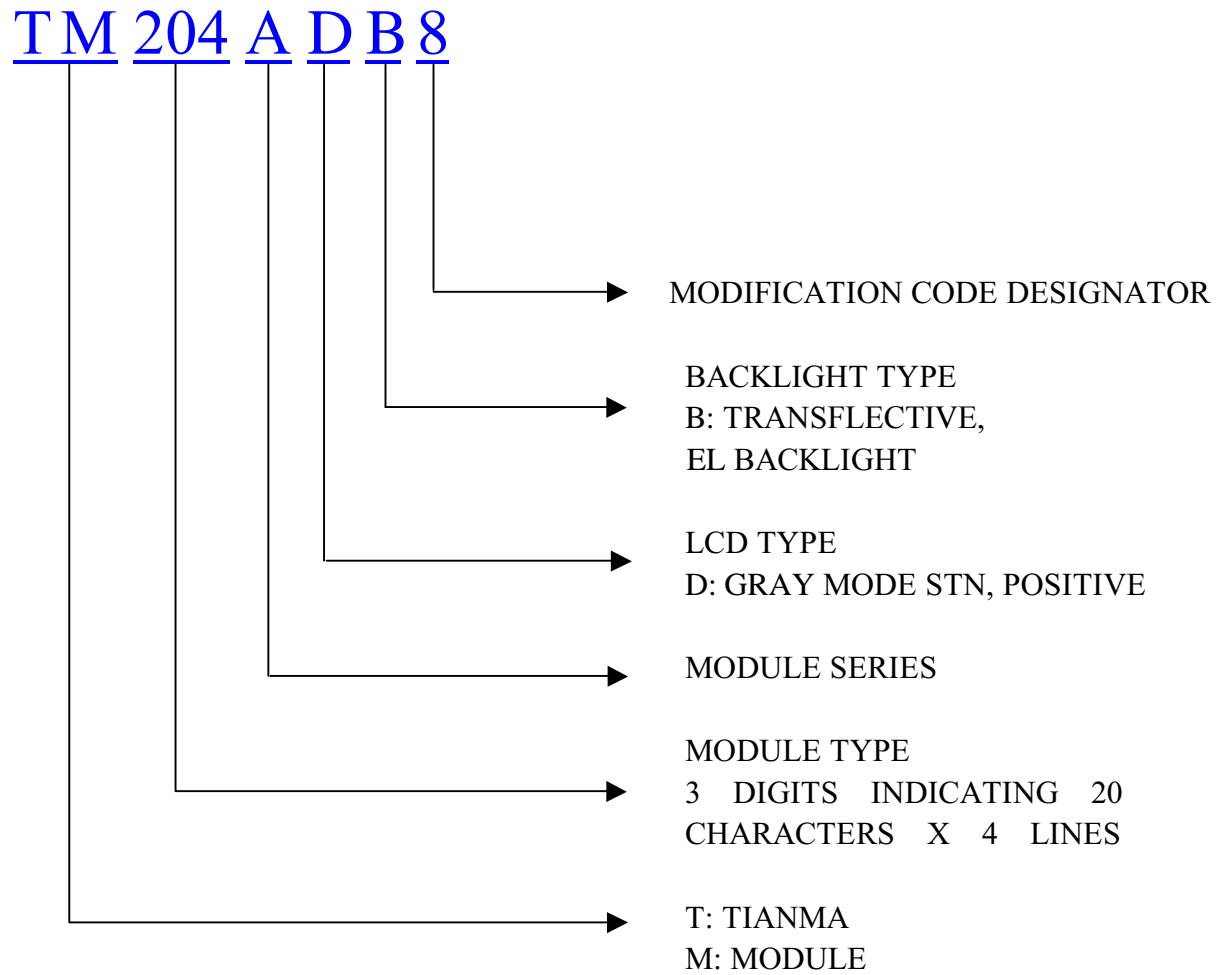 TM 204 A D B 8
MODIFICATION CODE DESIGNATOR
BACKLIGHT TYPE
B: TRANSFLECTIVE,
EL BACKLIGHT
LCD TYPE
D: GRAY MODE STN, POSITIVE
MODULE SERIES
MODULE TYPE
3 DIGITS INDICATING 20
CHARACTERS X 4 LINES
T: TIANMA
M: MODULE